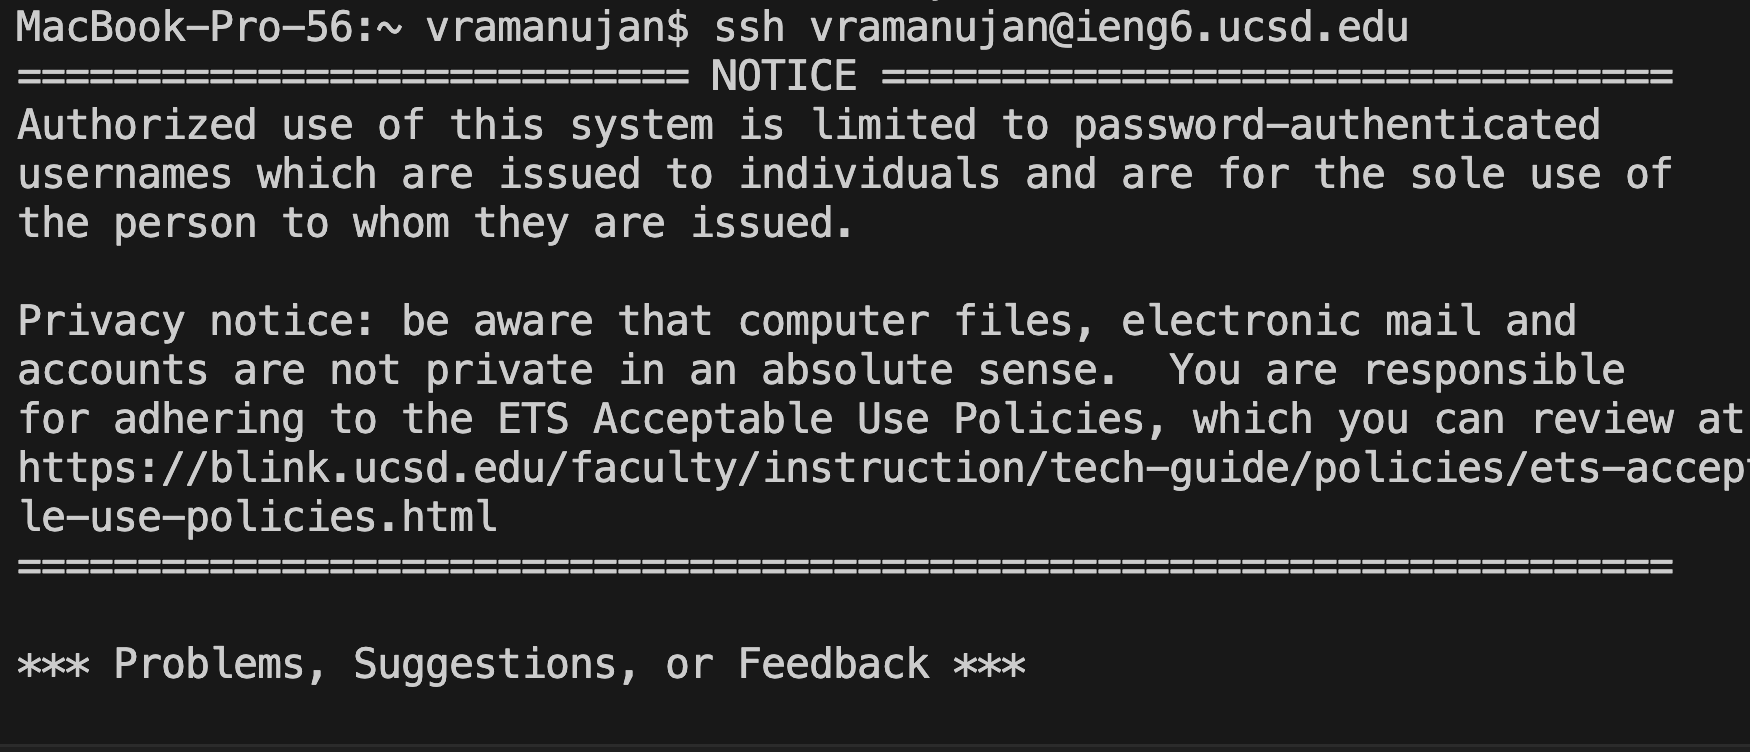 MacBook-Pro-56:~ vramanujan$ ssh vramanujan@ieng6.ucsd.edu
============================ NOTICE =================================
Authorized use of this system is limited to password-authenticated
usernames which are issued to individuals and are for the sole use of
the person to whom they are issued.

Privacy notice: be aware that computer files, electronic mail and
accounts are not private in an absolute sense.  You are responsible
for adhering to the ETS Acceptable Use Policies, which you can review at
https://blink.ucsd.edu/faculty/instruction/tech-guide/policies/ets-accept
le-use-policies.html
=====================================================================

*** Problems, Suggestions, or Feedback ***